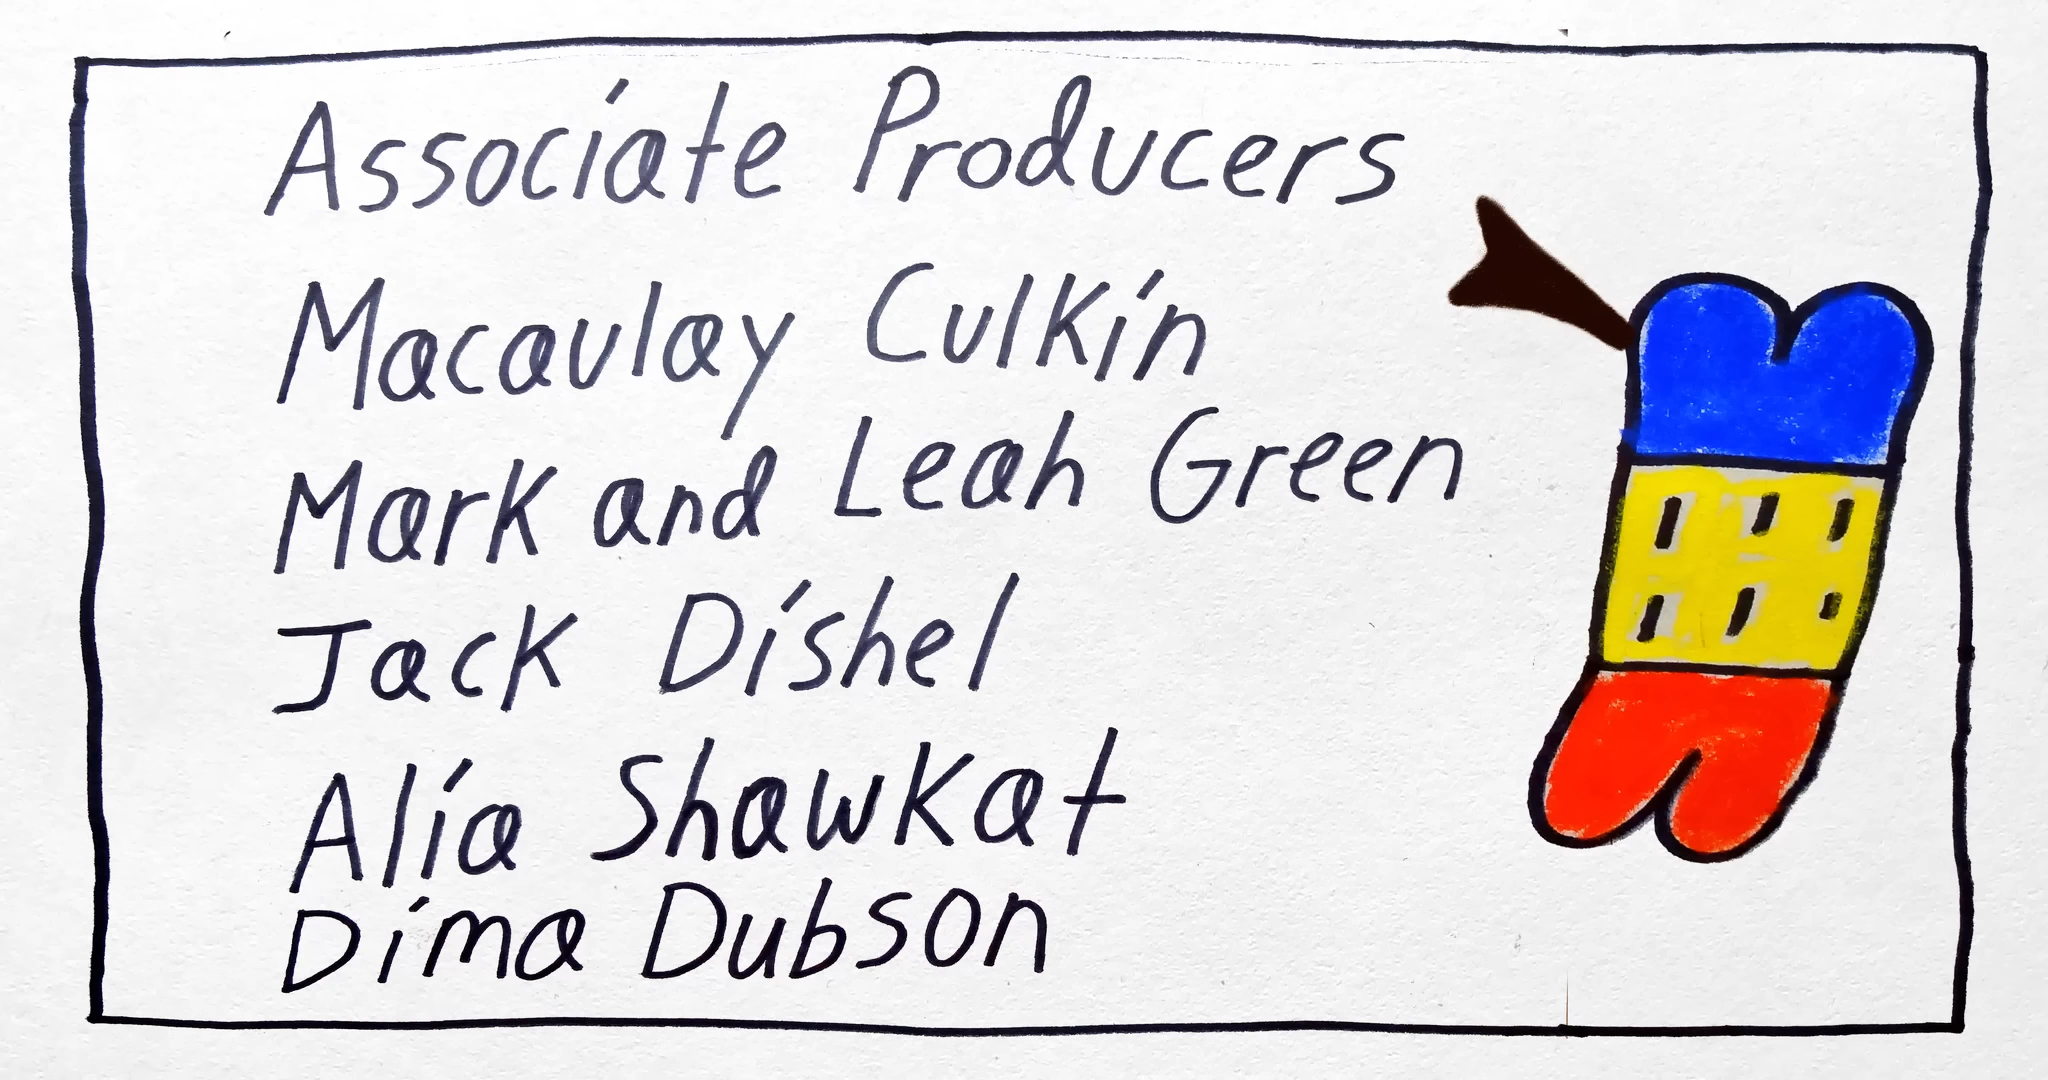 Associate Producers
Macaulay Culkin
Mark and Leah Green
Jack Dishel
Alia Shawkat
Dima Dubson